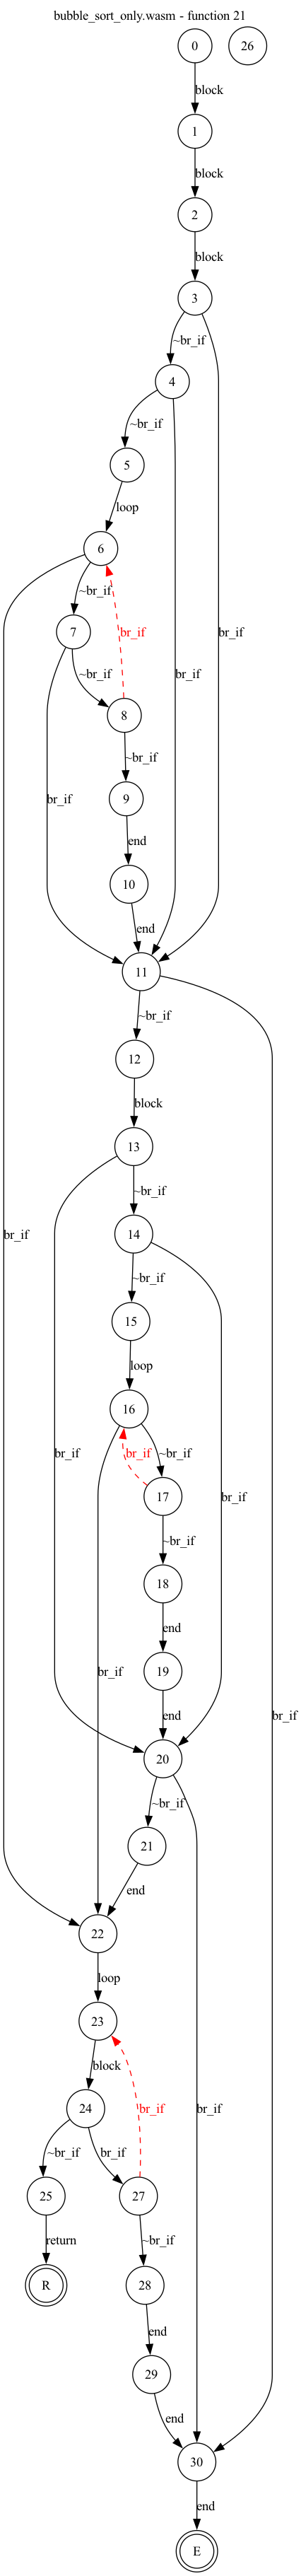 bubble_sort_only.wasm - function 21
0 26
block
1
block
2
block
3
~br_if
4
~br_if
5
loop
6
~br_if
7 br_if br_if br_if
~br_if
8
~br_if
br_if
9
end
10
end
11
~br_if
12
block
13
~br_if
14
br_if
~br_if
15
loop
16
br_if br_if ~br_if
17 br_if
~br_if
18
end
br_if
19
end br_if
20
~br_if
21
end
22
loop
23
block
24 br_if br_if
~br_if br_if
25 27
return ~br_if
R 28
end
29
end
30
end
E